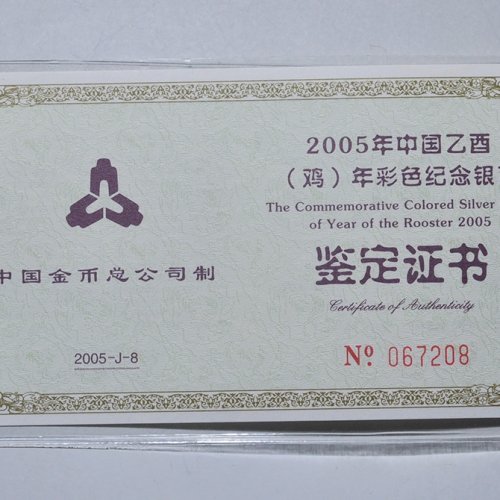 2005年中国乙酉
（鸡）年彩色纪念银
The Commemorative Colored Silver
of Year of the Rooster 2005
鉴定证书
Certificate of Authenticity
№ 067208
中国金币总公司制
2005-J-8